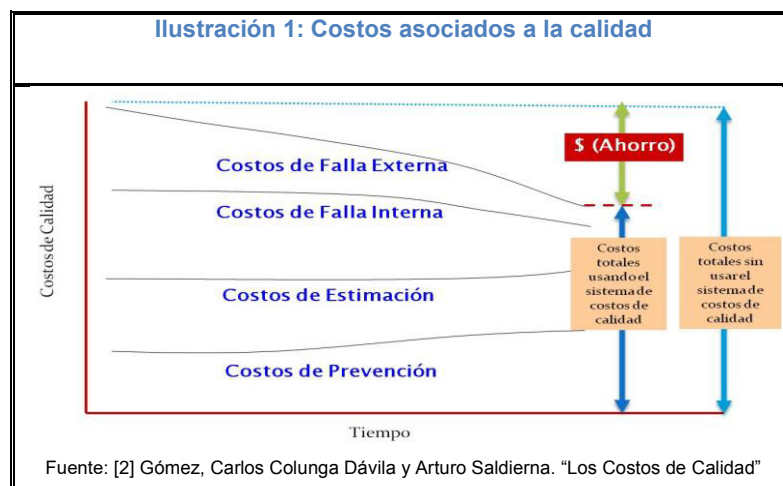 Ilustración 1: Costos asociados a la calidad
$ (Ahorro)
Costos de Falla Externa
Costos de Falla Interna
Costos de Calidad
Costos
totales
usando el
sistema de
costos de
calidad
Costos
totales sin
usar el
sistema de
costos de
calidad
Costos de Estimación
Costos de Prevención
Tiempo
Fuente: [2] Gómez, Carlos Colunga Dávila y Arturo Saldierna. “Los Costos de Calidad”